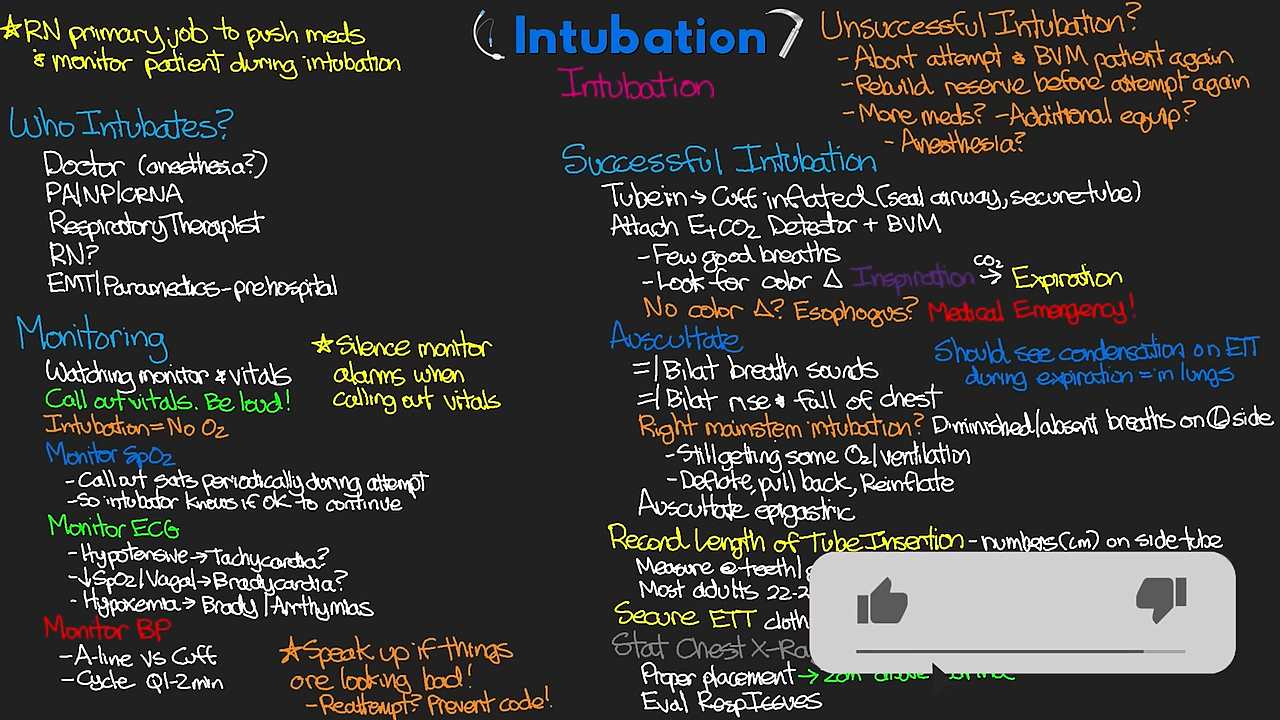 ☆RN primary job to push meds
& monitor patient during intubation
Intubation
Intubation
Unsuccessful Intubation?
- Abort attempt & BVM patient again
- Rebuild reserve before attempt again
- More meds? - Additional equip?
- Anesthesia?
Who Intubates?
Doctor (anesthesia?)
PA/NP/CRNA
Respiratory Therapist
RN?
EMT/Paramedics - prehospital
Monitoring
Watching monitor & vitals
Call out vitals. Be loud!
Intubation = No O2
☆Silence monitor
alarms when
calling out vitals
Monitor SpO2
- Call out sats periodically during attempt
- So intubator knows if OK to continue
Monitor ECG
- Hypotensive → Tachycardia?
- ↓SpO2/Vagal → Bradycardia?
- Hypoxemia → Brady/Arrhythmias
Monitor BP
- A-line vs Cuff
- Cycle Q1-2min
☆Speak up if things
are looking bad!
- Reattempt? Prevent code!
Successful Intubation
Tube in → Cuff inflated (seal airway, secure tube)
Attach EtCO2 Detector + BVM
- Few good breaths
- Look for color Δ Inspiration CO2 → Expiration
No color Δ? Esophagus? Medical Emergency!
Auscultate
=/Bilat breath sounds
=/Bilat rise & fall of chest
Should see condensation on ETT
during expiration = in lungs
Right mainstem intubation? Diminished/absent breaths on Ⓛ side
- Still getting some O2/ventilation
- Deflate, pull back, Reinflate
Auscultate epigastric
Record Length of Tube Insertion - numbers (cm) on side tube
Measure @ teeth/
Most adults 22-2
Secure ETT cloth
Stat Chest X-Ra
Proper placement →
Eval Resp Issues